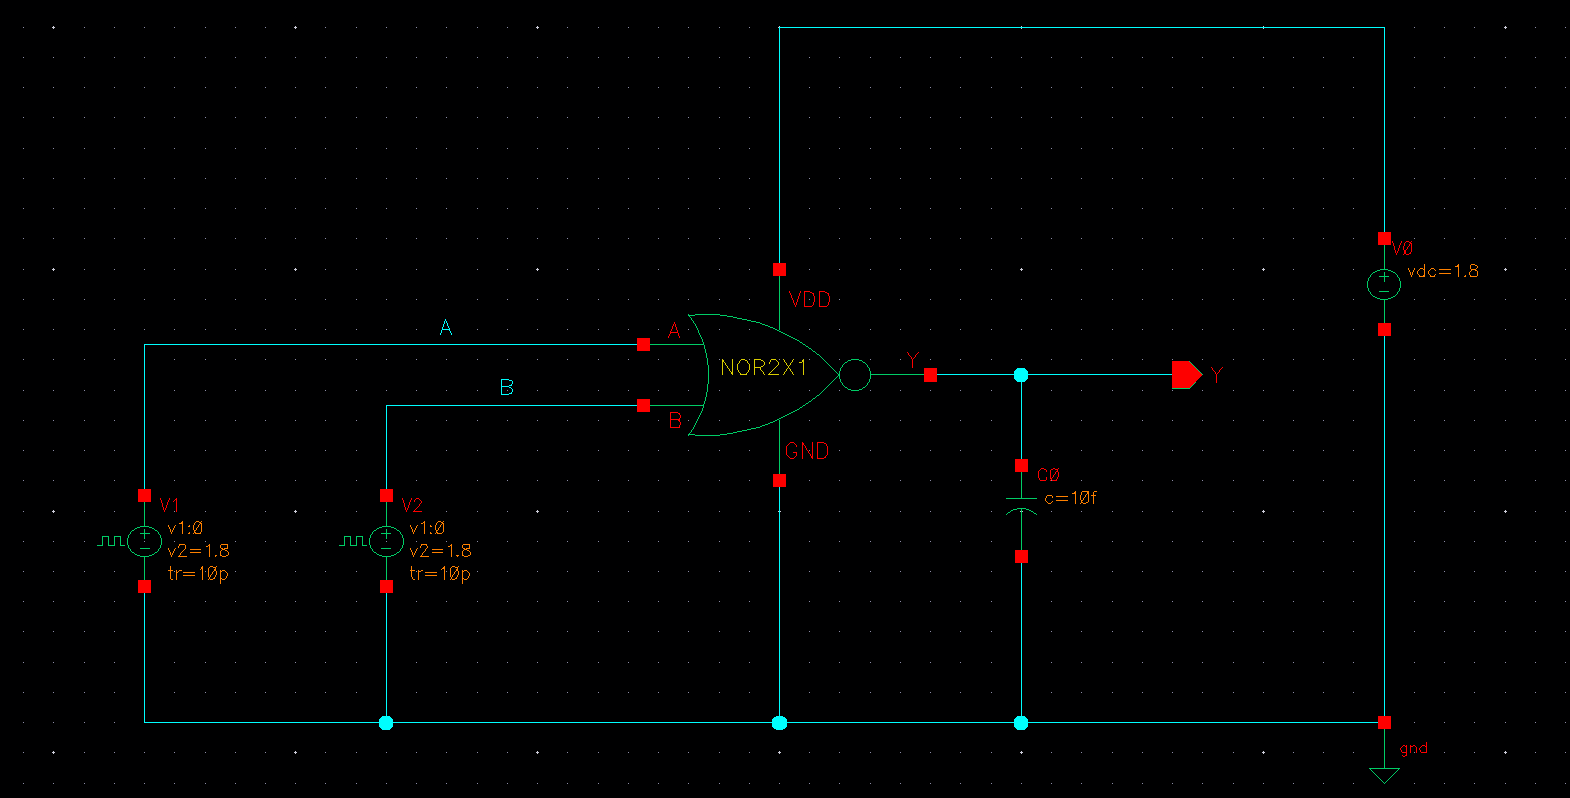 A
B
A
B
VDD
NOR2X1
GND
Y
Y
V0
vdc=1.8
C0
c=10f
V1
v1:0
v2=1.8
tr=10p
V2
v1:0
v2=1.8
tr=10p
gnd